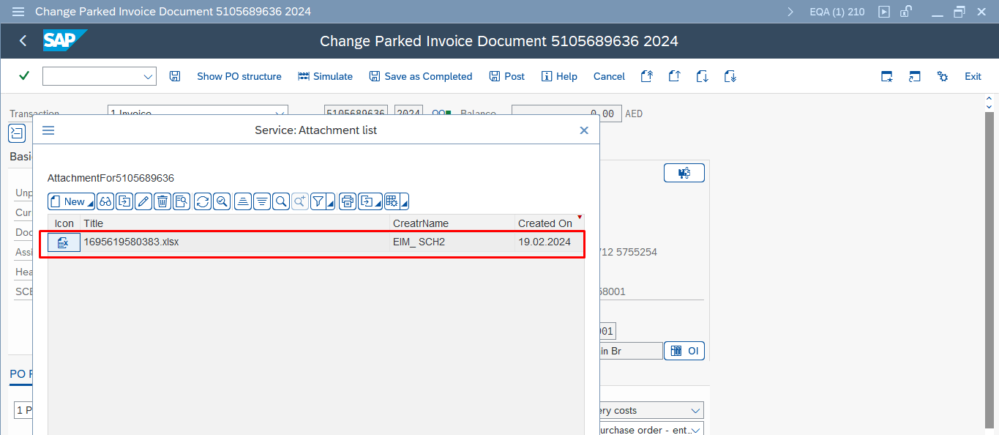 Change Parked Invoice Document 5105689636 2024
EQA (1) 210
SAP
Change Parked Invoice Document 5105689636 2024
Show PO structure
Simulate
Save as Completed
Post
Help
Cancel
Exit
Transaction
1 Invoice
5105689636
2024
Balance
0.00
AED
Service: Attachment list
Basi
AttachmentFor5105689636
Unp
New
Cur
Icon
Title
CreatrName
Created On
Doc
1695619580383.xlsx
EIM_ SCH2
19.02.2024
Assi
712 5755254
Hea
SCE
68001
001
in Br
OI
PO F
1 P
ery costs
urchase order - ent...